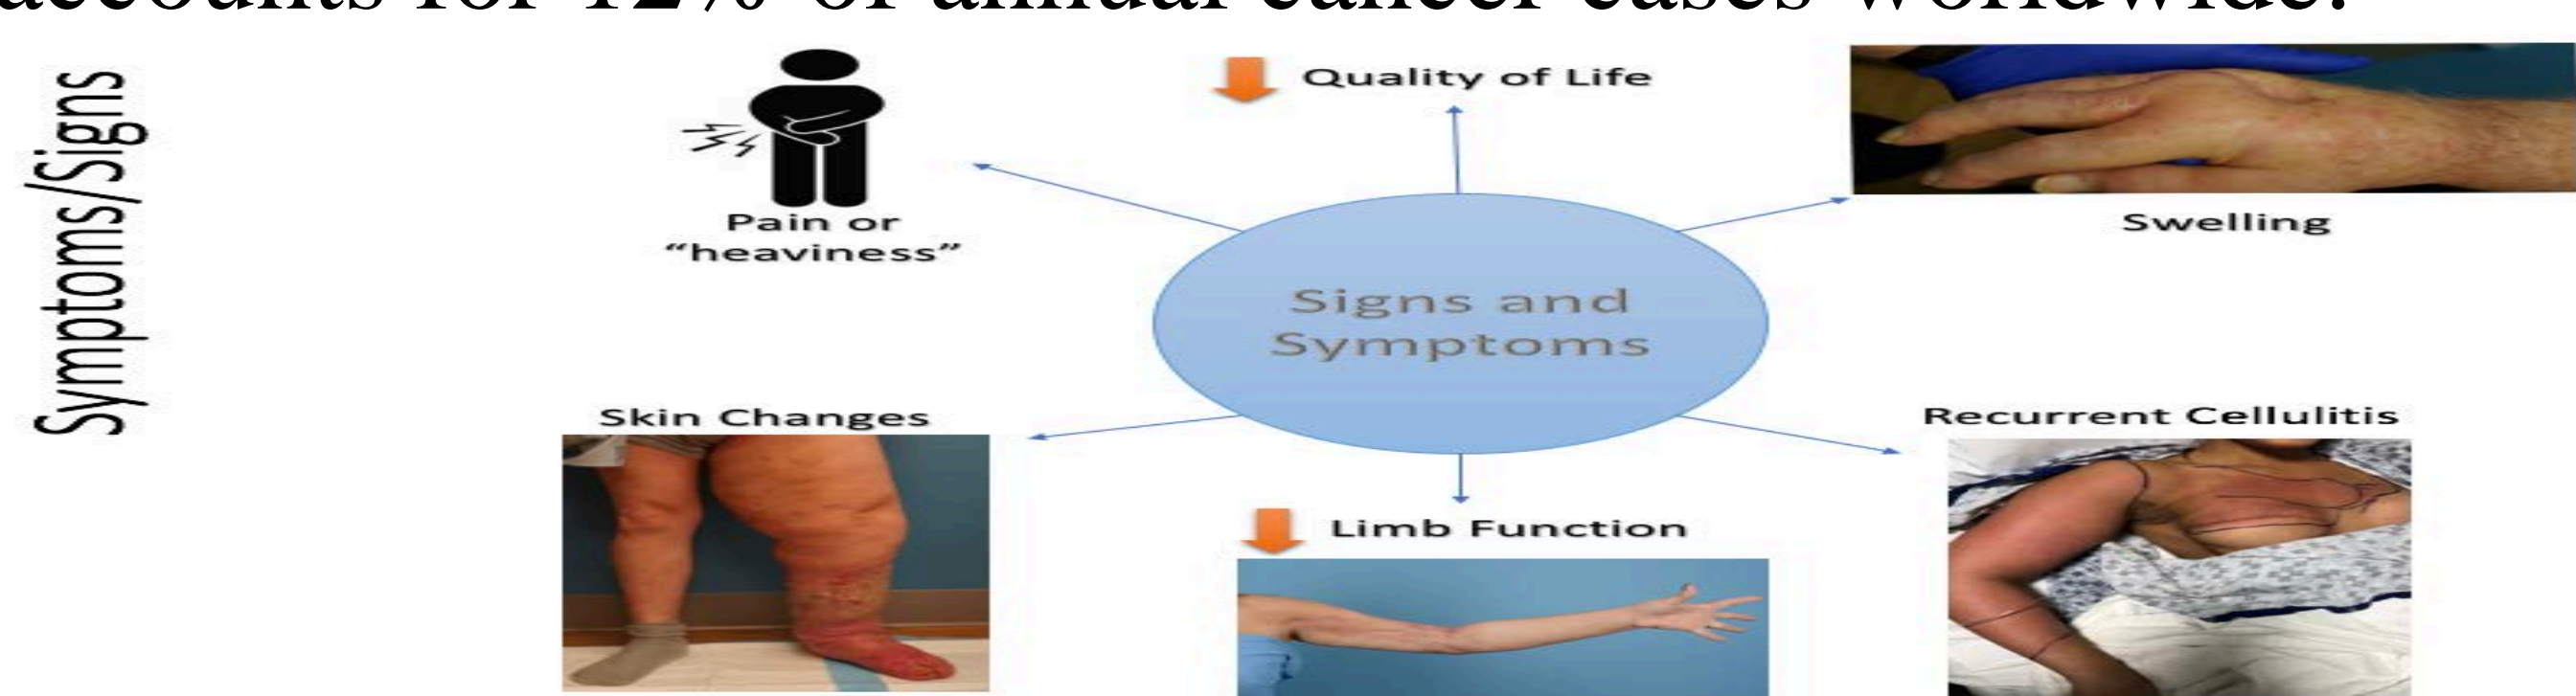 accounts for 12% of annual cancer cases worldwide.
Symptoms/Signs
Quality of Life
Pain or
“heaviness”
Swelling
Signs and
Symptoms
Skin Changes
Recurrent Cellulitis
Limb Function